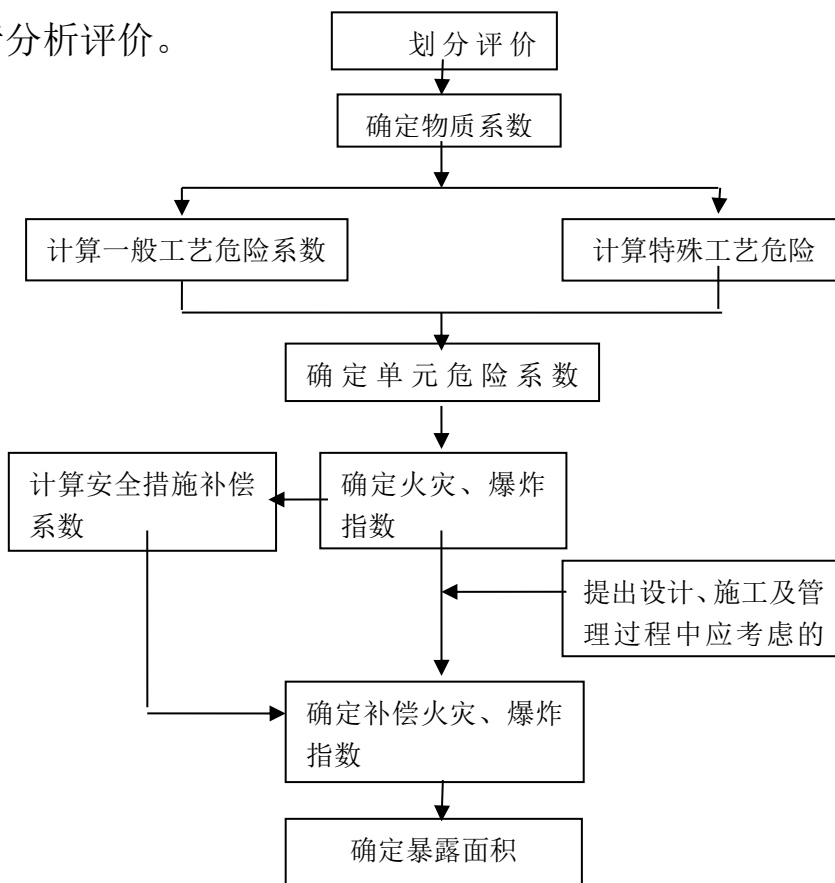 分析评价。
划分评价
确定物质系数
计算一般工艺危险系数
计算特殊工艺危险
确定单元危险系数
计算安全措施补偿
系数
确定火灾、爆炸
指数
提出设计、施工及管
理过程中应考虑的
确定补偿火灾、爆炸
指数
确定暴露面积